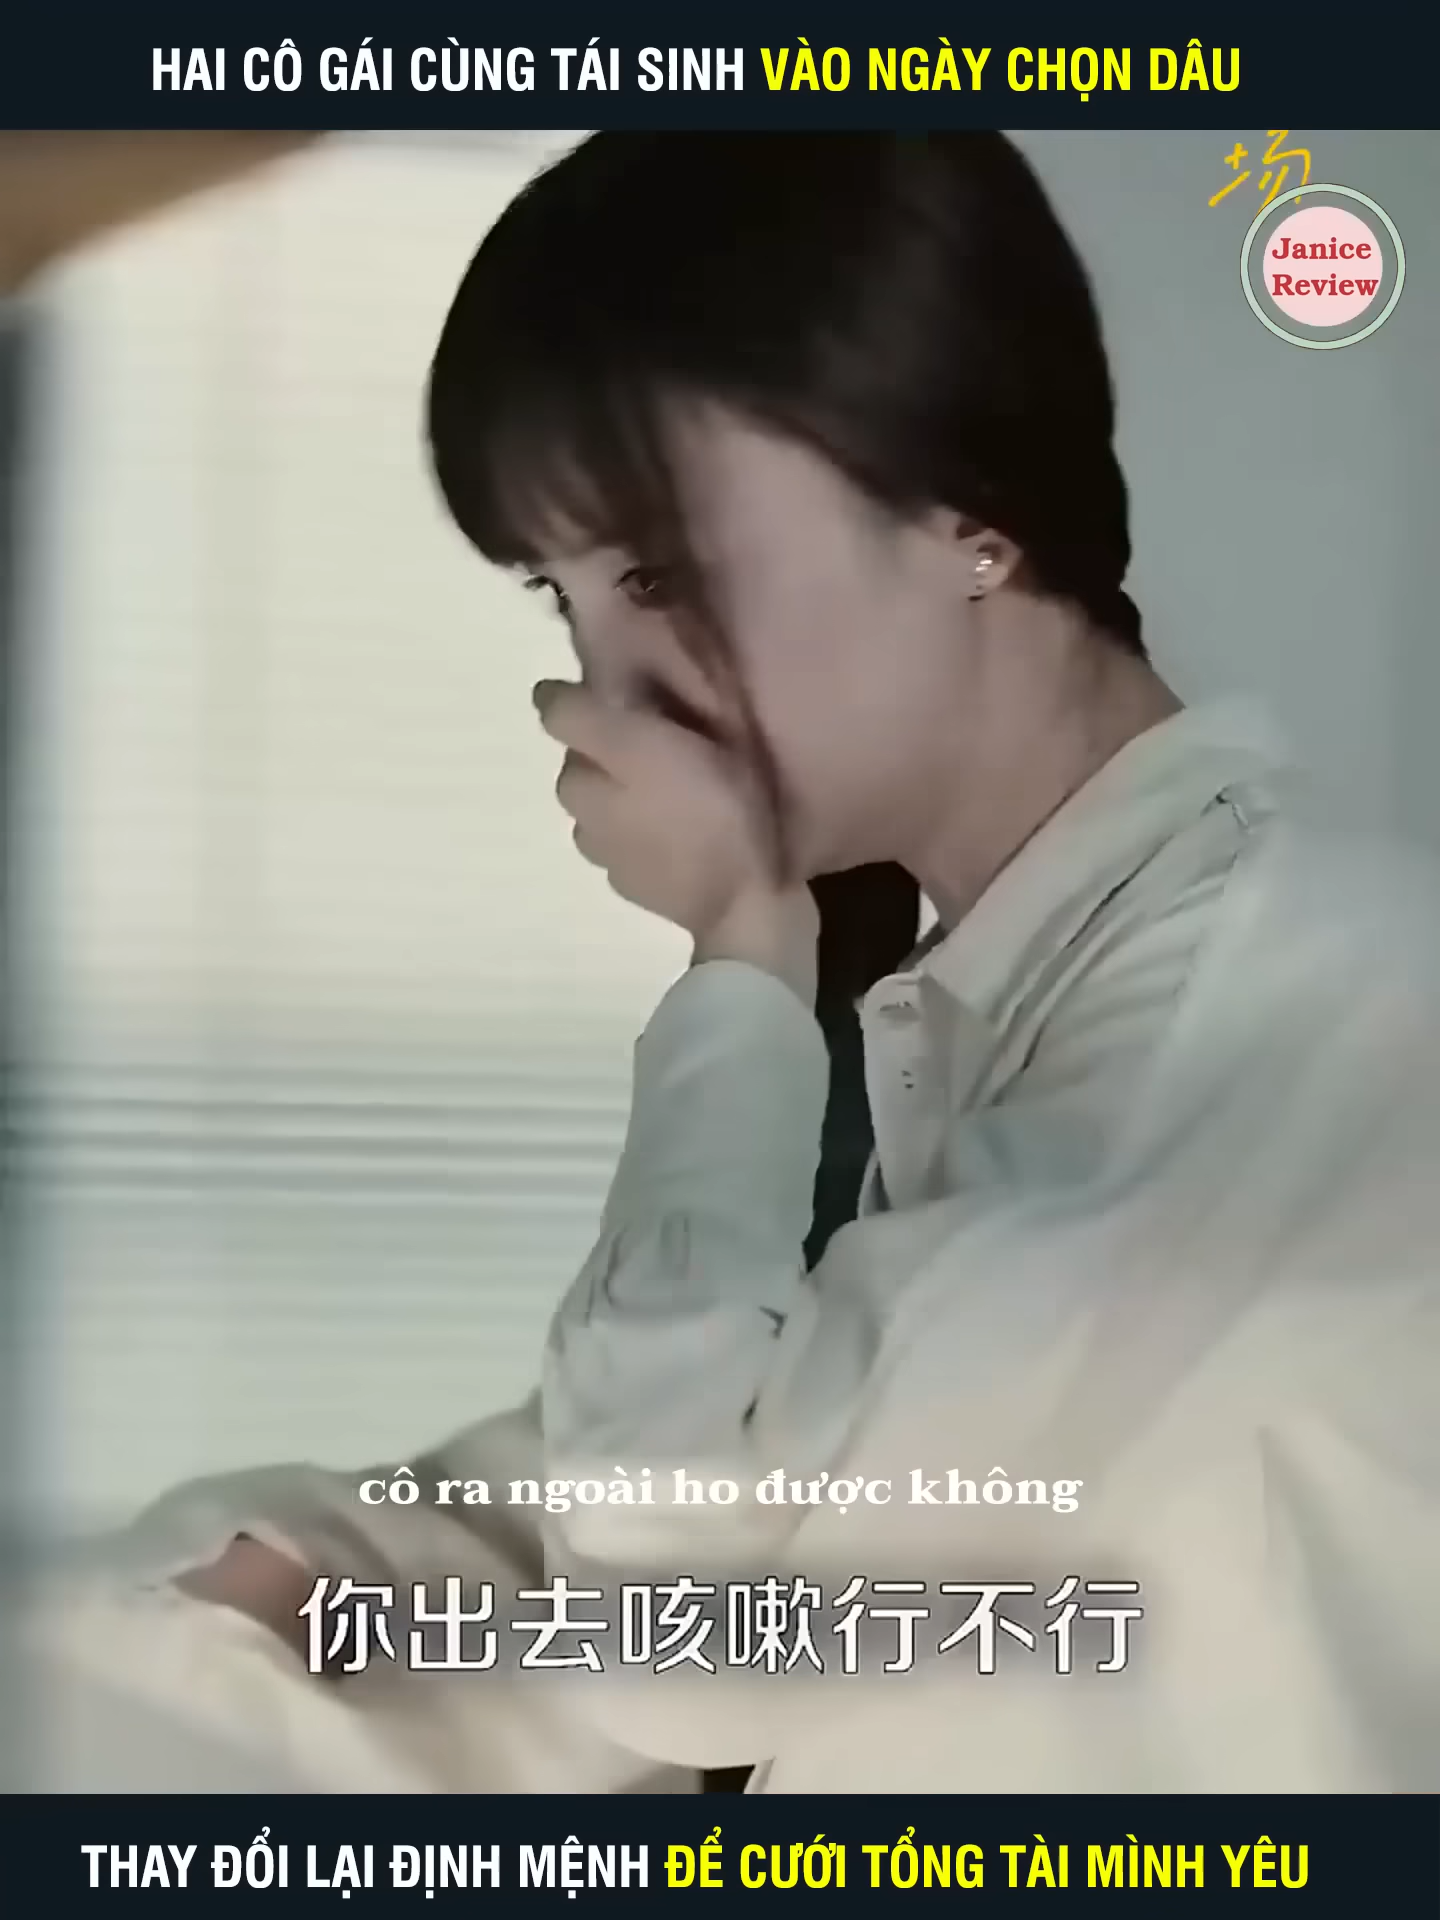 HAI CÔ GÁI CÙNG TÁI SINH VÀO NGÀY CHỌN DÂU
场
Janice
Review
cô ra ngoài ho được không
你出去咳嗽行不行
THAY ĐỔI LẠI ĐỊNH MỆNH ĐỂ CƯỚI TỔNG TÀI MÌNH YÊU